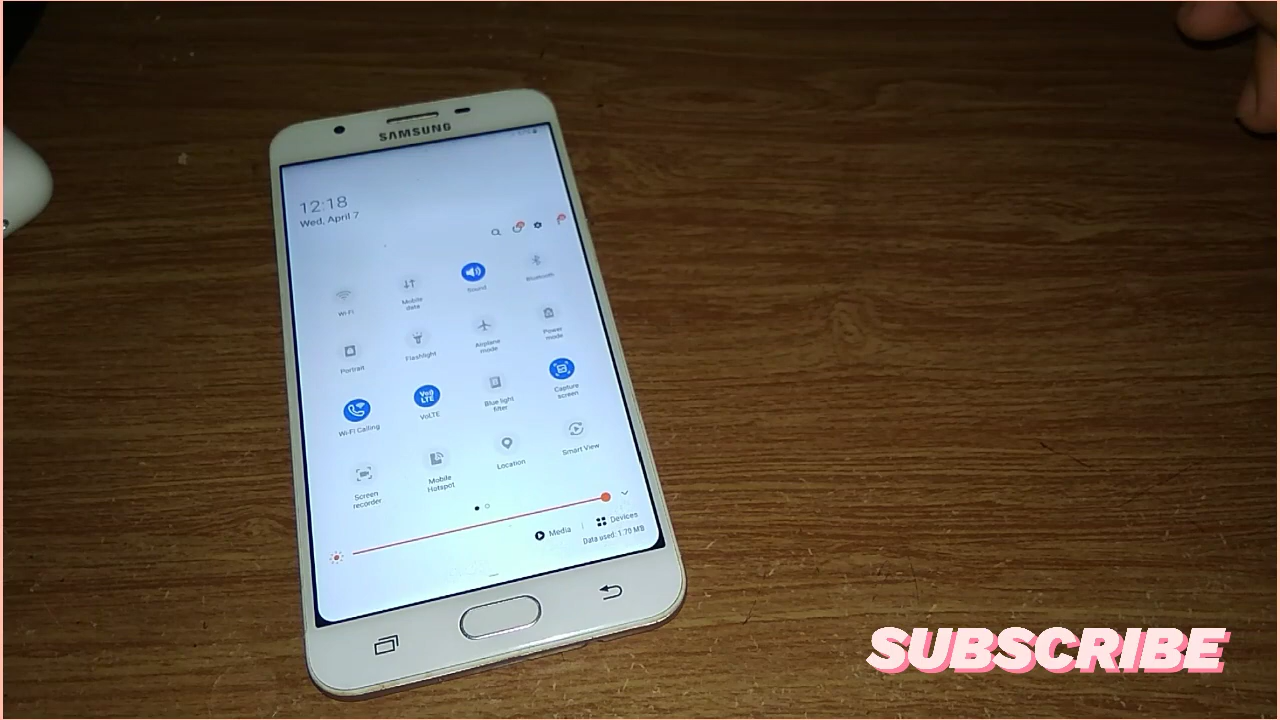 SAMSUNG
12:18
Wed, April 7
Wi-Fi
Mobile
data
Sound
Bluetooth
Portrait
Flashlight
Airplane
mode
Power
mode
Wi-Fi Calling
Vo))
LTE
VoLTE
Blue light
filter
Capture
screen
Screen
recorder
Mobile
Hotspot
Location
Smart View
Media
Devices
Data used: 1.70 MB
SUBSCRIBE